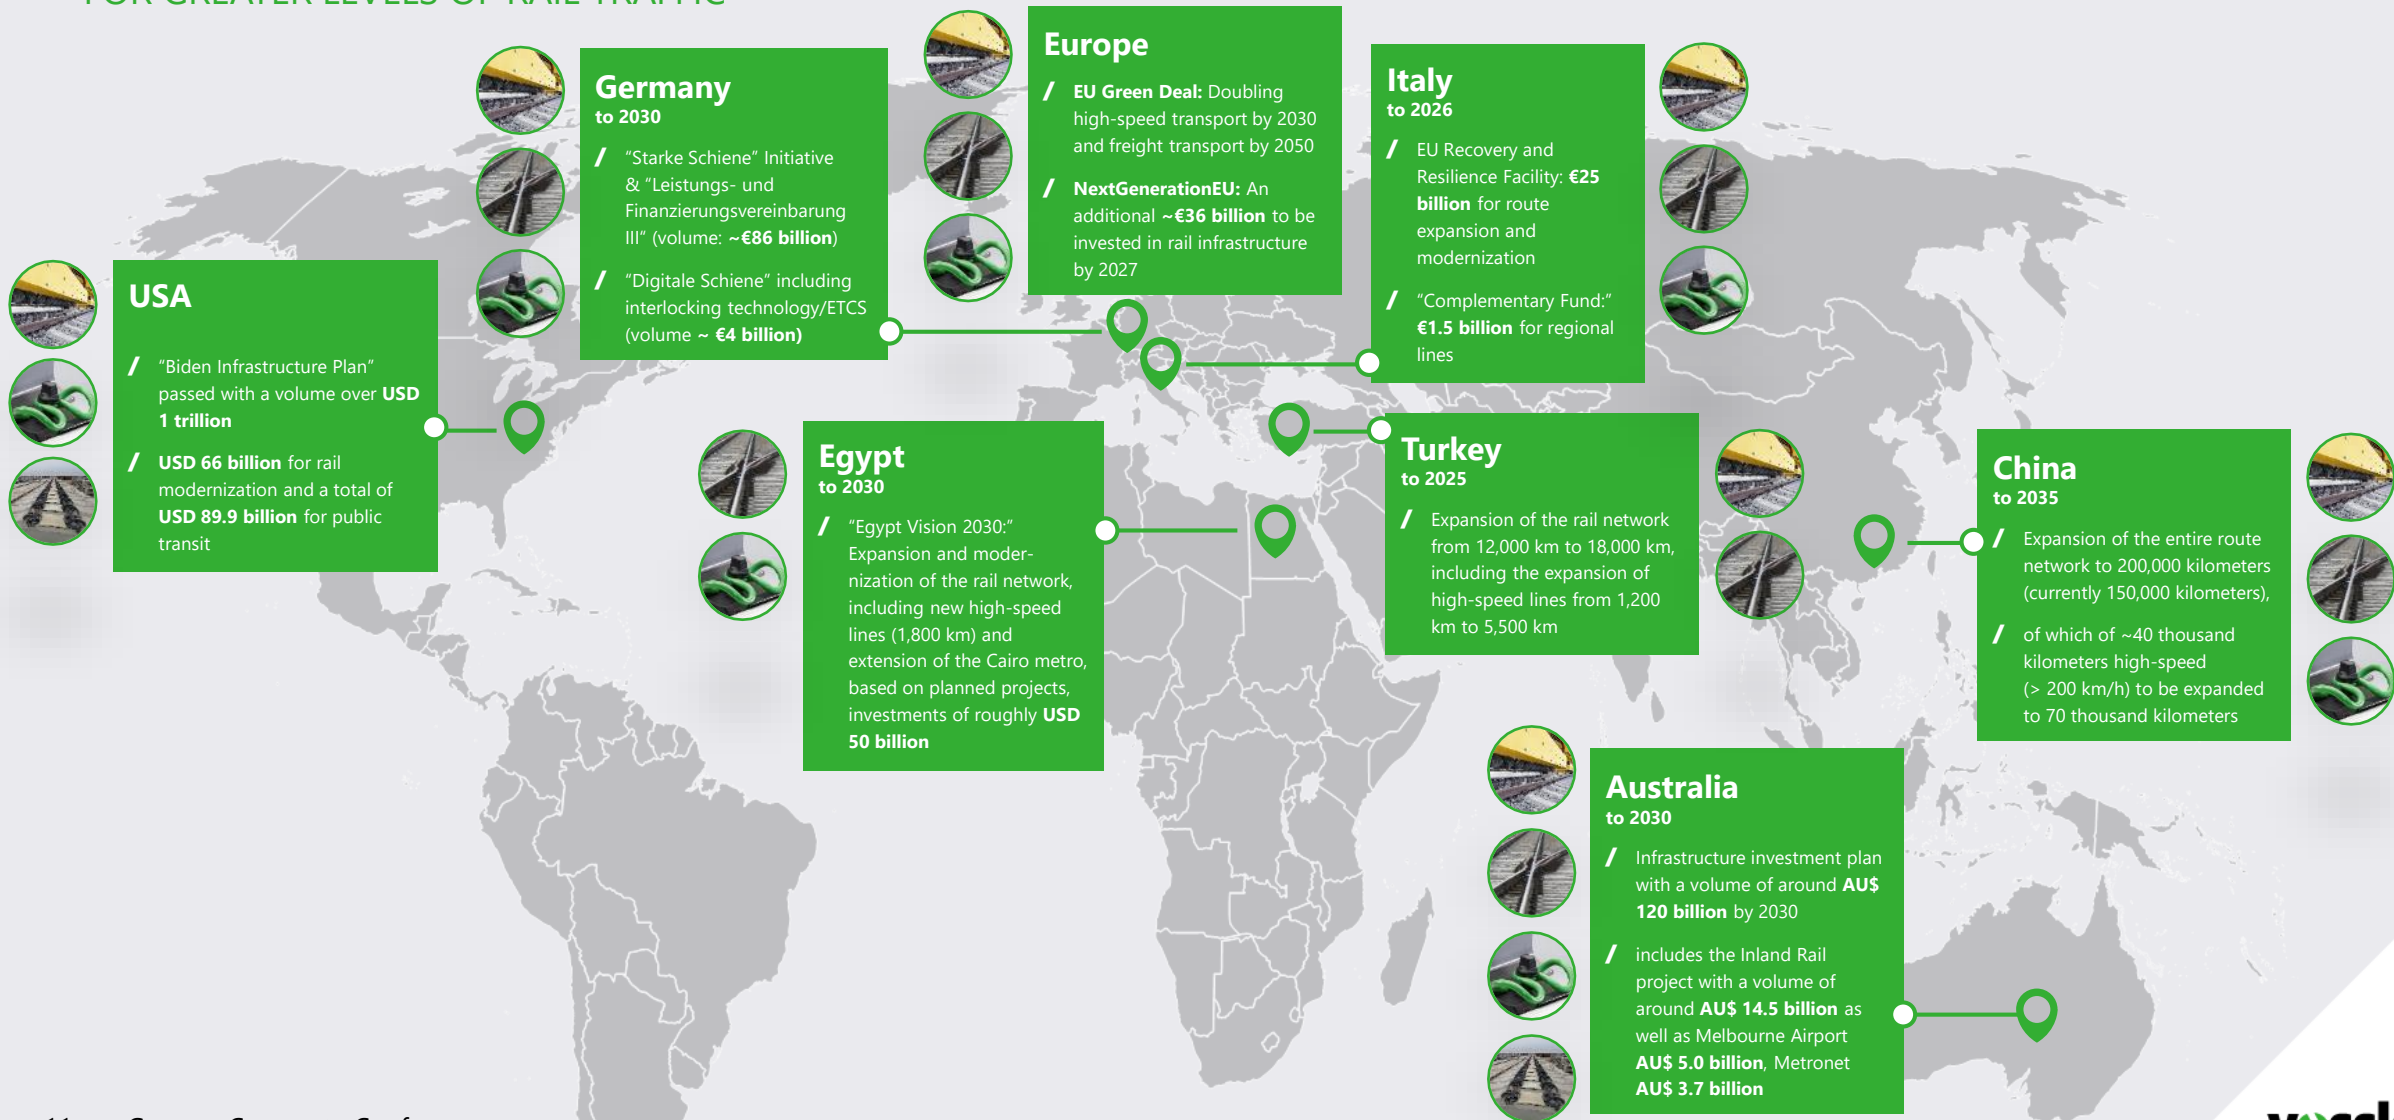 FOR GREATER LEVELS OF RAIL TRAFFIC
Germany
to 2030
/ “Starke Schiene” Initiative
& “Leistungs- und
Finanzierungsvereinbarung
III“ (volume: ~€86 billion)
/ “Digitale Schiene” including
interlocking technology/ETCS
(volume ~ €4 billion)
Europe
/ EU Green Deal: Doubling
high-speed transport by 2030
and freight transport by 2050
/ NextGenerationEU: An
additional ~€36 billion to be
invested in rail infrastructure
by 2027
Italy
to 2026
/ EU Recovery and
Resilience Facility: €25
billion for route
expansion and
modernization
/ “Complementary Fund:”
€1.5 billion for regional
lines
USA
/ “Biden Infrastructure Plan”
passed with a volume over USD
1 trillion
/ USD 66 billion for rail
modernization and a total of
USD 89.9 billion for public
transit
Egypt
to 2030
/ “Egypt Vision 2030:”
Expansion and moder-
nization of the rail network,
including new high-speed
lines (1,800 km) and
extension of the Cairo metro,
based on planned projects,
investments of roughly USD
50 billion
Turkey
to 2025
/ Expansion of the rail network
from 12,000 km to 18,000 km,
including the expansion of
high-speed lines from 1,200
km to 5,500 km
China
to 2035
/ Expansion of the entire route
network to 200,000 kilometers
(currently 150,000 kilometers),
/ of which of ~40 thousand
kilometers high-speed
(> 200 km/h) to be expanded
to 70 thousand kilometers
Australia
to 2030
/ Infrastructure investment plan
with a volume of around AU$
120 billion by 2030
/ includes the Inland Rail
project with a volume of
around AU$ 14.5 billion as
well as Melbourne Airport
AU$ 5.0 billion, Metronet
AU$ 3.7 billion